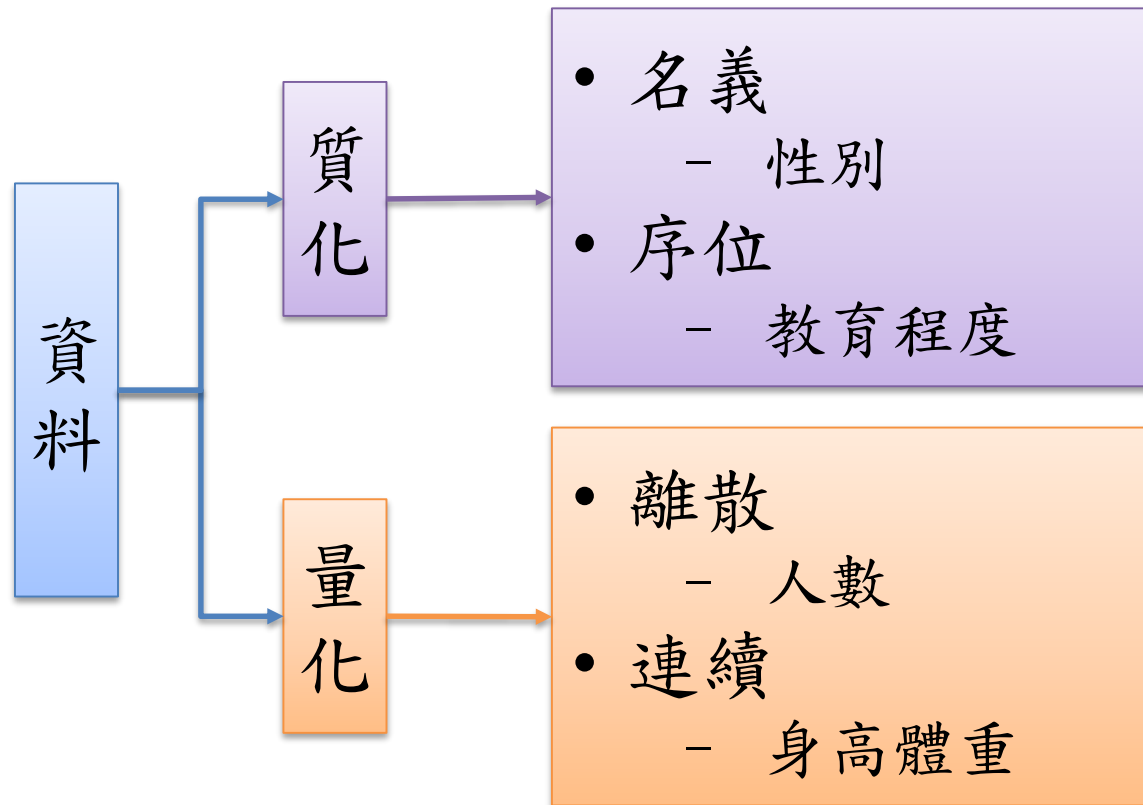 資料
質化
• 名義
– 性別
• 序位
– 教育程度
量化
• 離散
– 人數
• 連續
– 身高體重